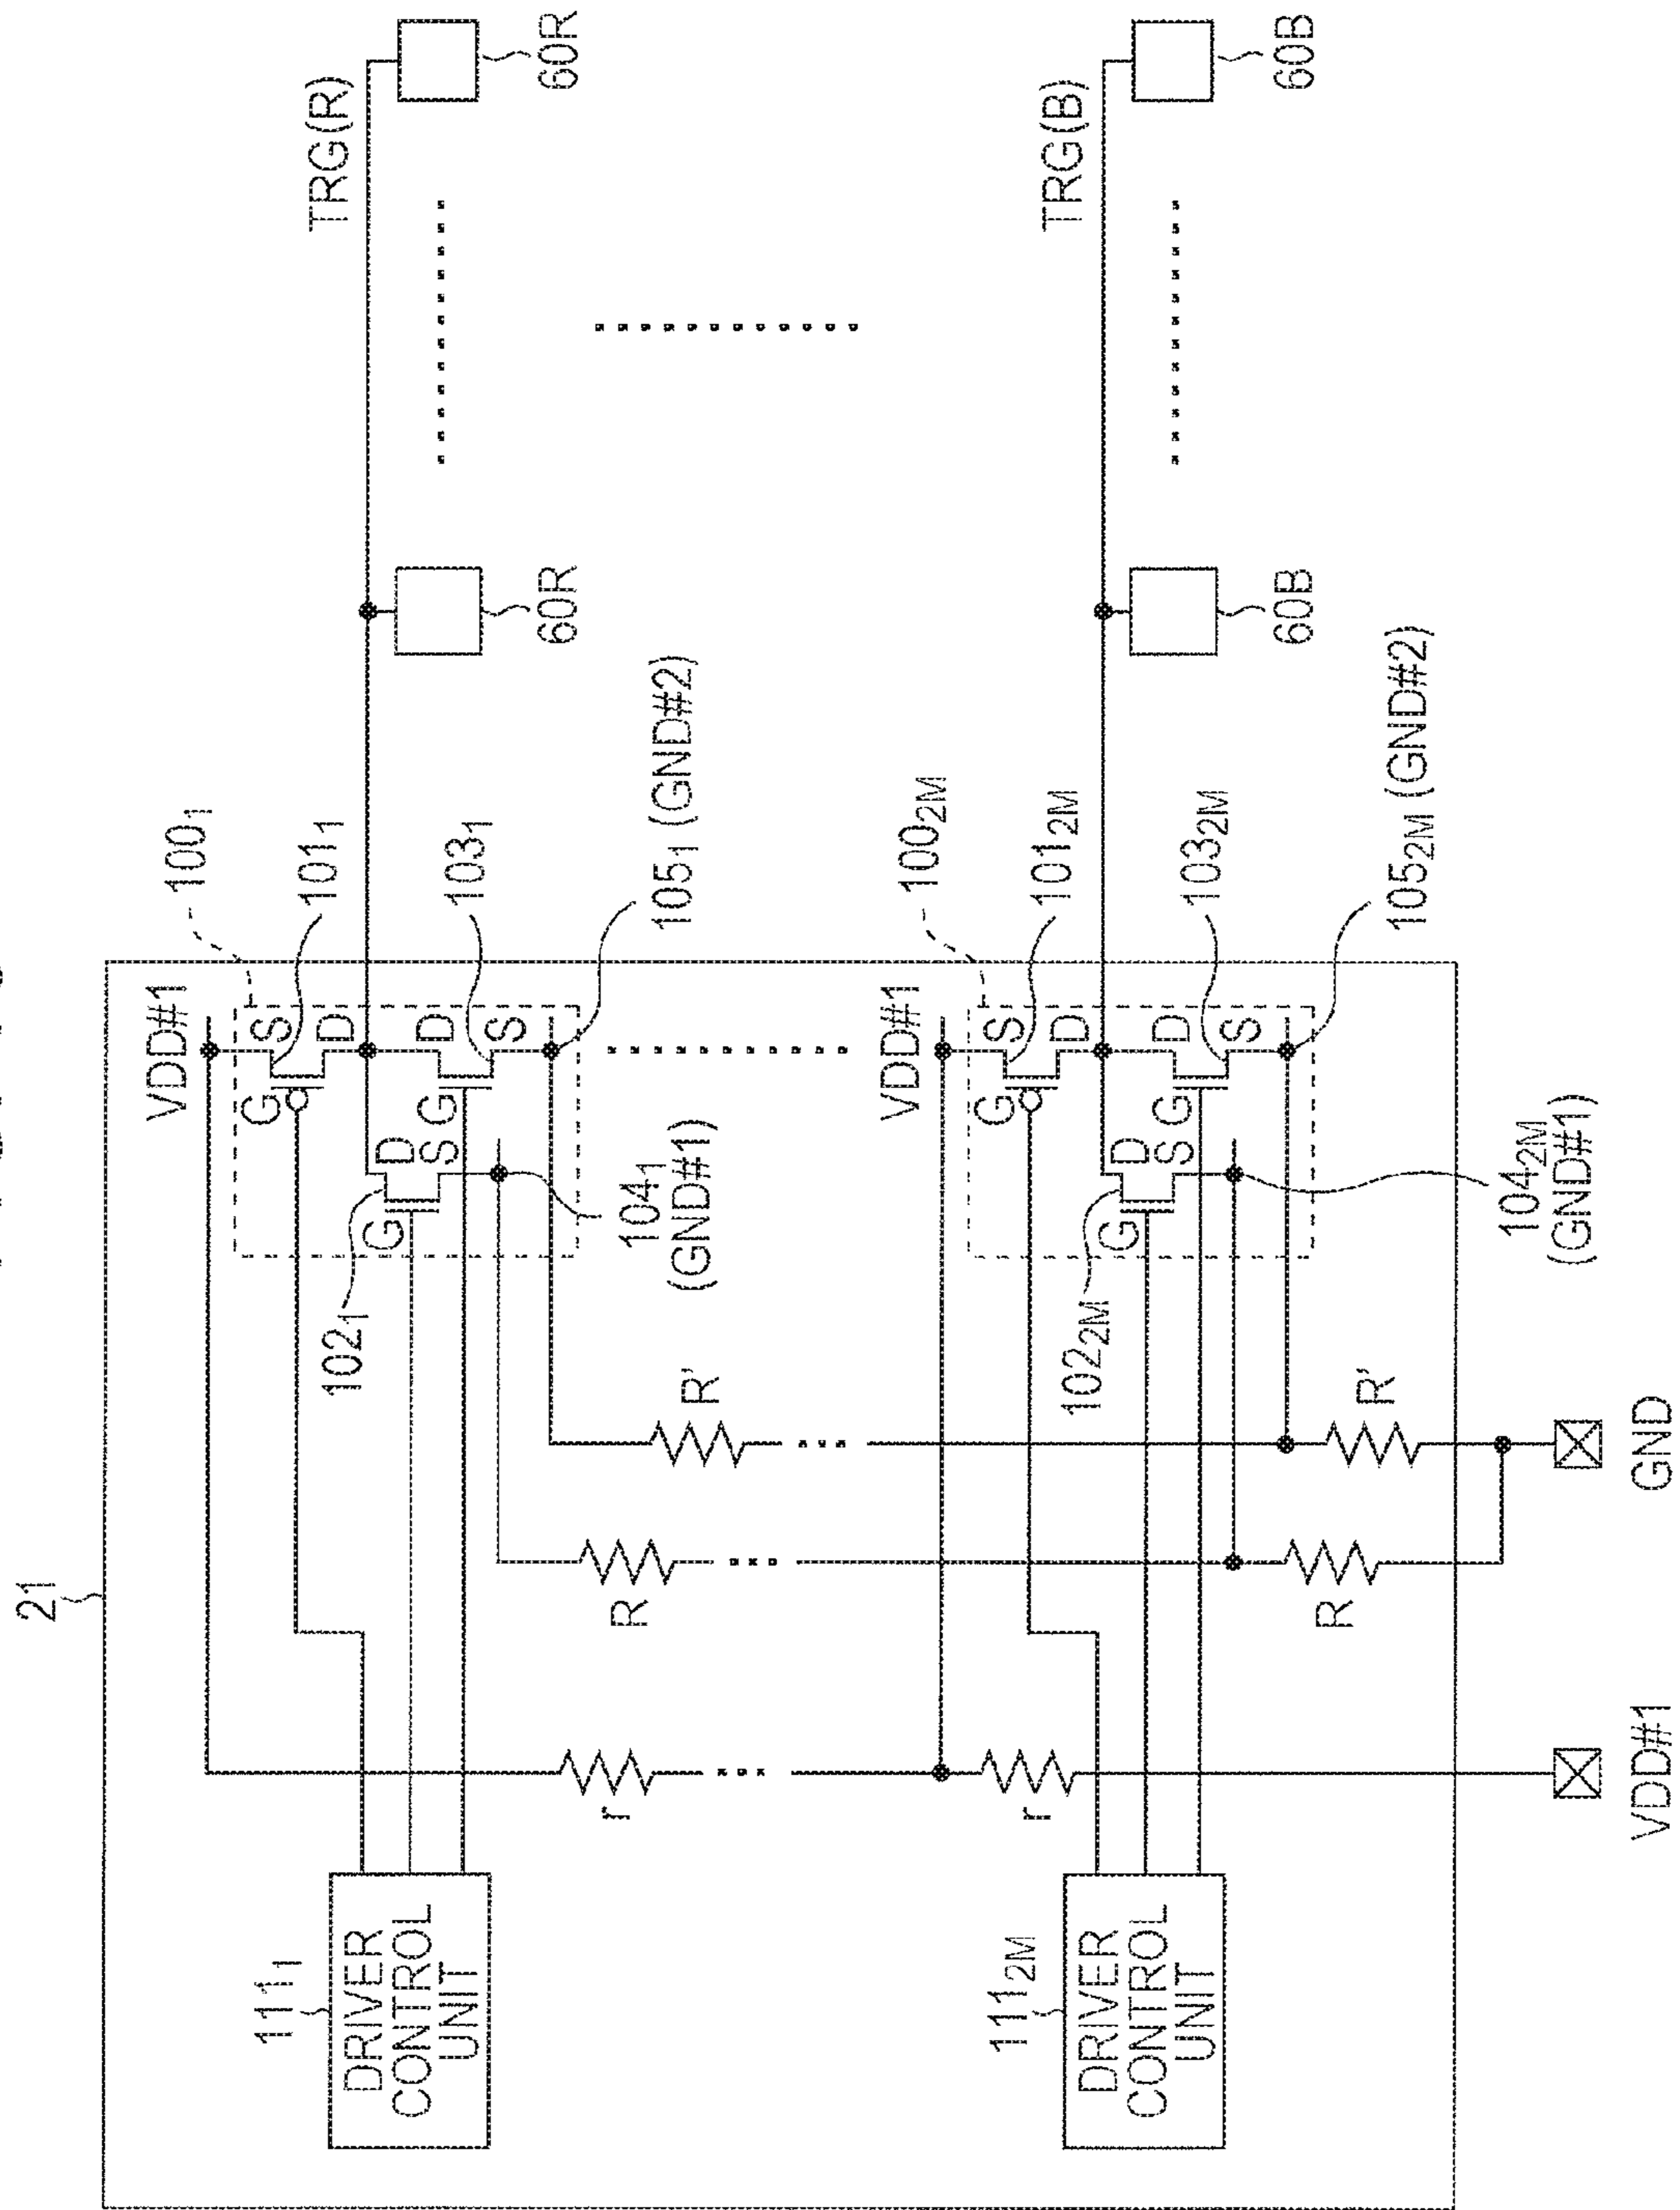 21
VDD#1
100₁
101₁
S
G
D
TRG(R)
102₁
G
D
S
D
G
S
103₁
60R
60R
104₁
(GND#1)
105₁ (GND#2)
111₁
DRIVER
CONTROL
UNIT
r
R
R'
VDD#1
100₂M
101₂M
S
G
D
TRG(B)
102₂M
G
D
S
D
G
S
103₂M
60B
60B
104₂M
(GND#1)
105₂M (GND#2)
111₂M
DRIVER
CONTROL
UNIT
r
R
R'
VDD#1
GND